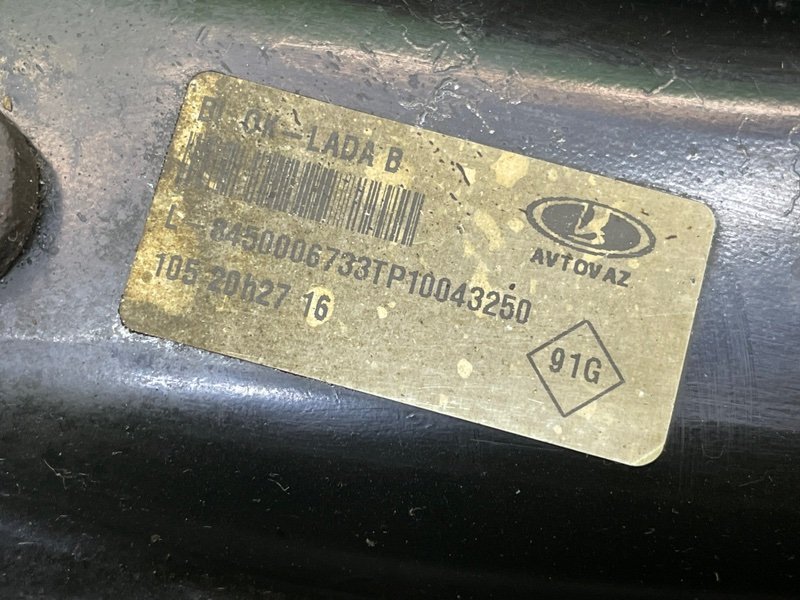 LADA B
L-8450006733TP10043250
105 20h27 16
AVTOVAZ
91G